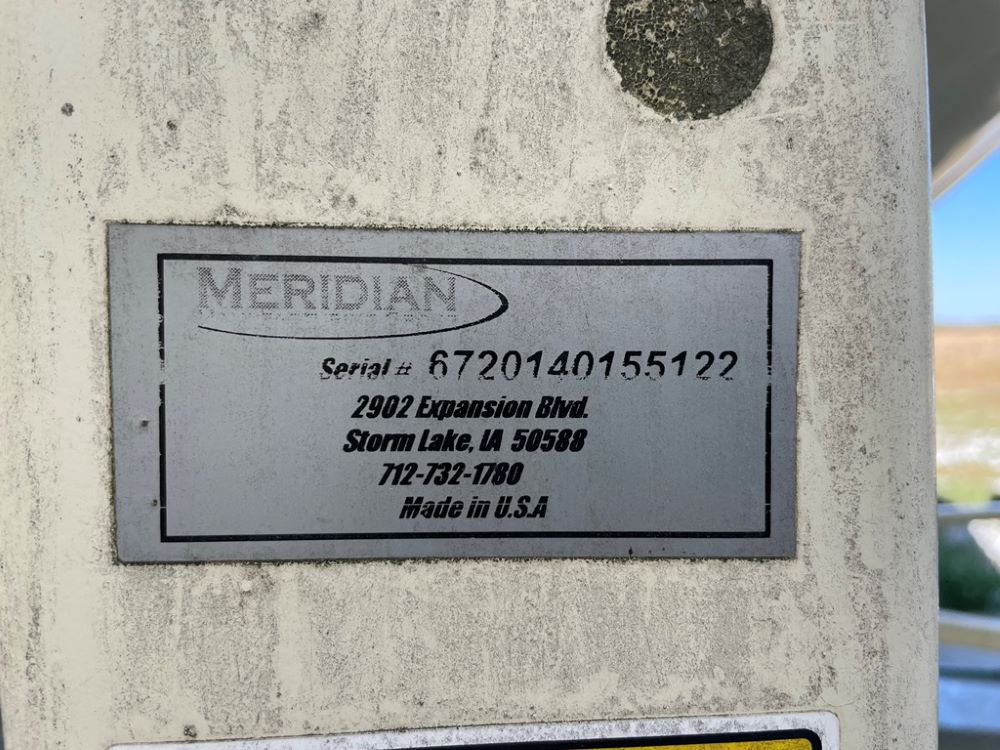 MERIDIAN
Serial # 6720140155122
2902 Expansion Blvd.
Storm Lake, IA 50588
712-732-1780
Made in U.S.A